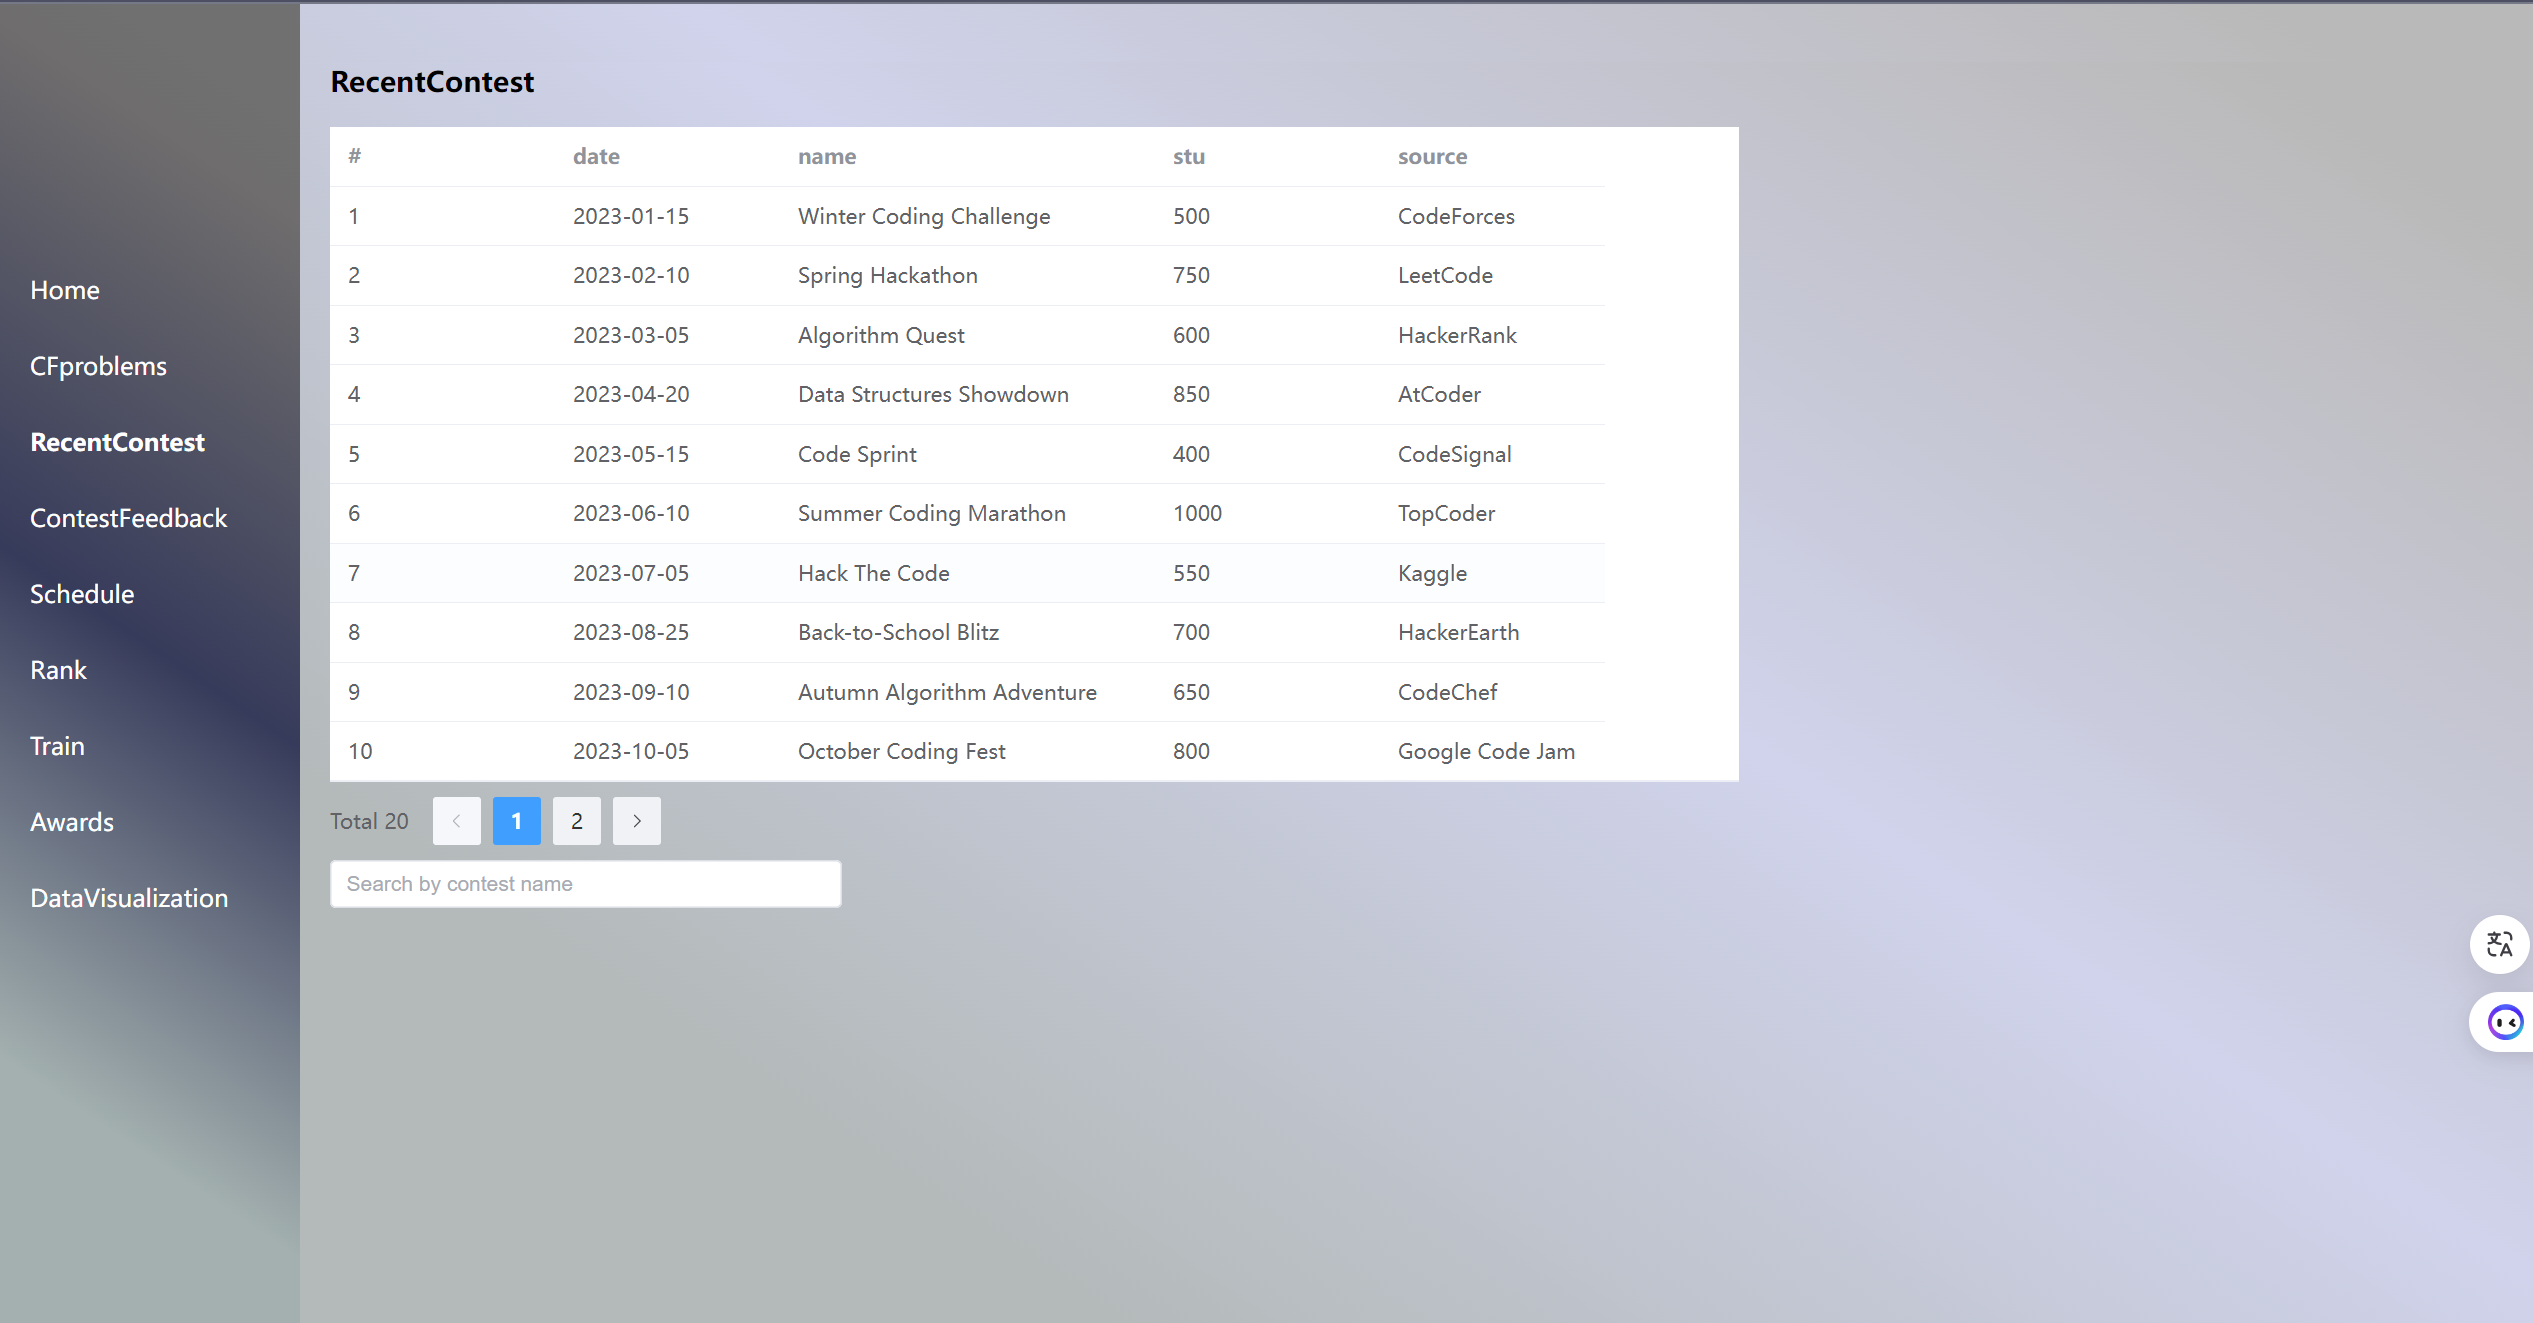 Home
CFproblems
RecentContest
ContestFeedback
Schedule
Rank
Train
Awards
DataVisualization
RecentContest
# date name stu source
1 2023-01-15 Winter Coding Challenge 500 CodeForces
2 2023-02-10 Spring Hackathon 750 LeetCode
3 2023-03-05 Algorithm Quest 600 HackerRank
4 2023-04-20 Data Structures Showdown 850 AtCoder
5 2023-05-15 Code Sprint 400 CodeSignal
6 2023-06-10 Summer Coding Marathon 1000 TopCoder
7 2023-07-05 Hack The Code 550 Kaggle
8 2023-08-25 Back-to-School Blitz 700 HackerEarth
9 2023-09-10 Autumn Algorithm Adventure 650 CodeChef
10 2023-10-05 October Coding Fest 800 Google Code Jam
Total 20 < 1 2 >
Search by contest name
文A